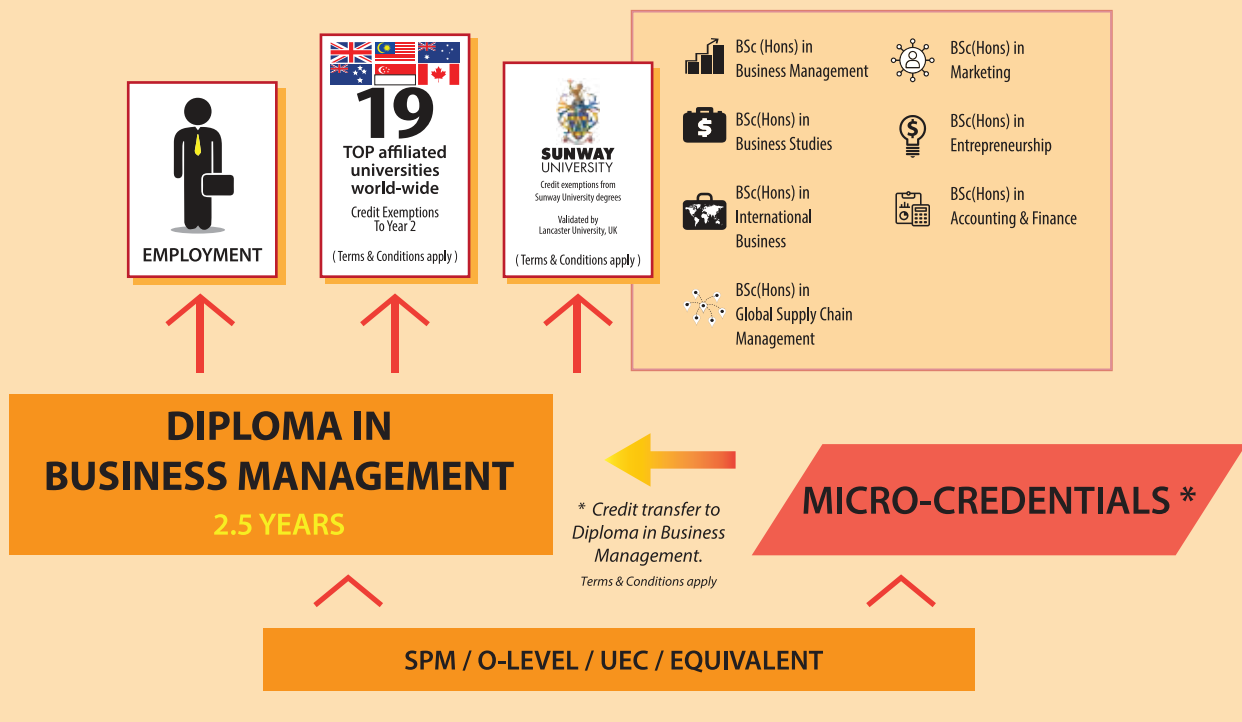 EMPLOYMENT
19
TOP affiliated
universities
world-wide
Credit Exemptions
To Year 2
( Terms & Conditions apply )
SUNWAY
UNIVERSITY
Credit exemptions from
Sunway University degrees
Validated by
Lancaster University, UK
( Terms & Conditions apply )
BSc (Hons) in
Business Management
BSc(Hons) in
Business Studies
BSc(Hons) in
International
Business
BSc(Hons) in
Global Supply Chain
Management
BSc(Hons) in
Marketing
BSc(Hons) in
Entrepreneurship
BSc(Hons) in
Accounting & Finance
DIPLOMA IN
BUSINESS MANAGEMENT
2.5 YEARS
* Credit transfer to
Diploma in Business
Management.
Terms & Conditions apply
MICRO-CREDENTIALS *
SPM / O-LEVEL / UEC / EQUIVALENT